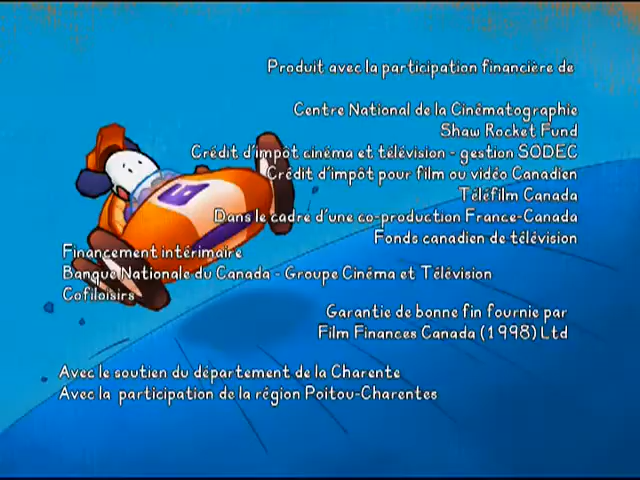 Produit avec la participation financière de
Centre National de la Cinématographie
Shaw Rocket Fund
Crédit d'impôt cinéma et télévision - gestion SODEC
Crédit d'impôt pour film ou vidéo Canadien
Téléfilm Canada
Dans le cadre d'une co-production France-Canada
Fonds canadien de télévision
Financement intérimaire
Banque Nationale du Canada - Groupe Cinéma et Télévision
Cofiloisirs
Garantie de bonne fin fournie par
Film Finances Canada (1998) Ltd
Avec le soutien du département de la Charente
Avec la participation de la région Poitou-Charentes